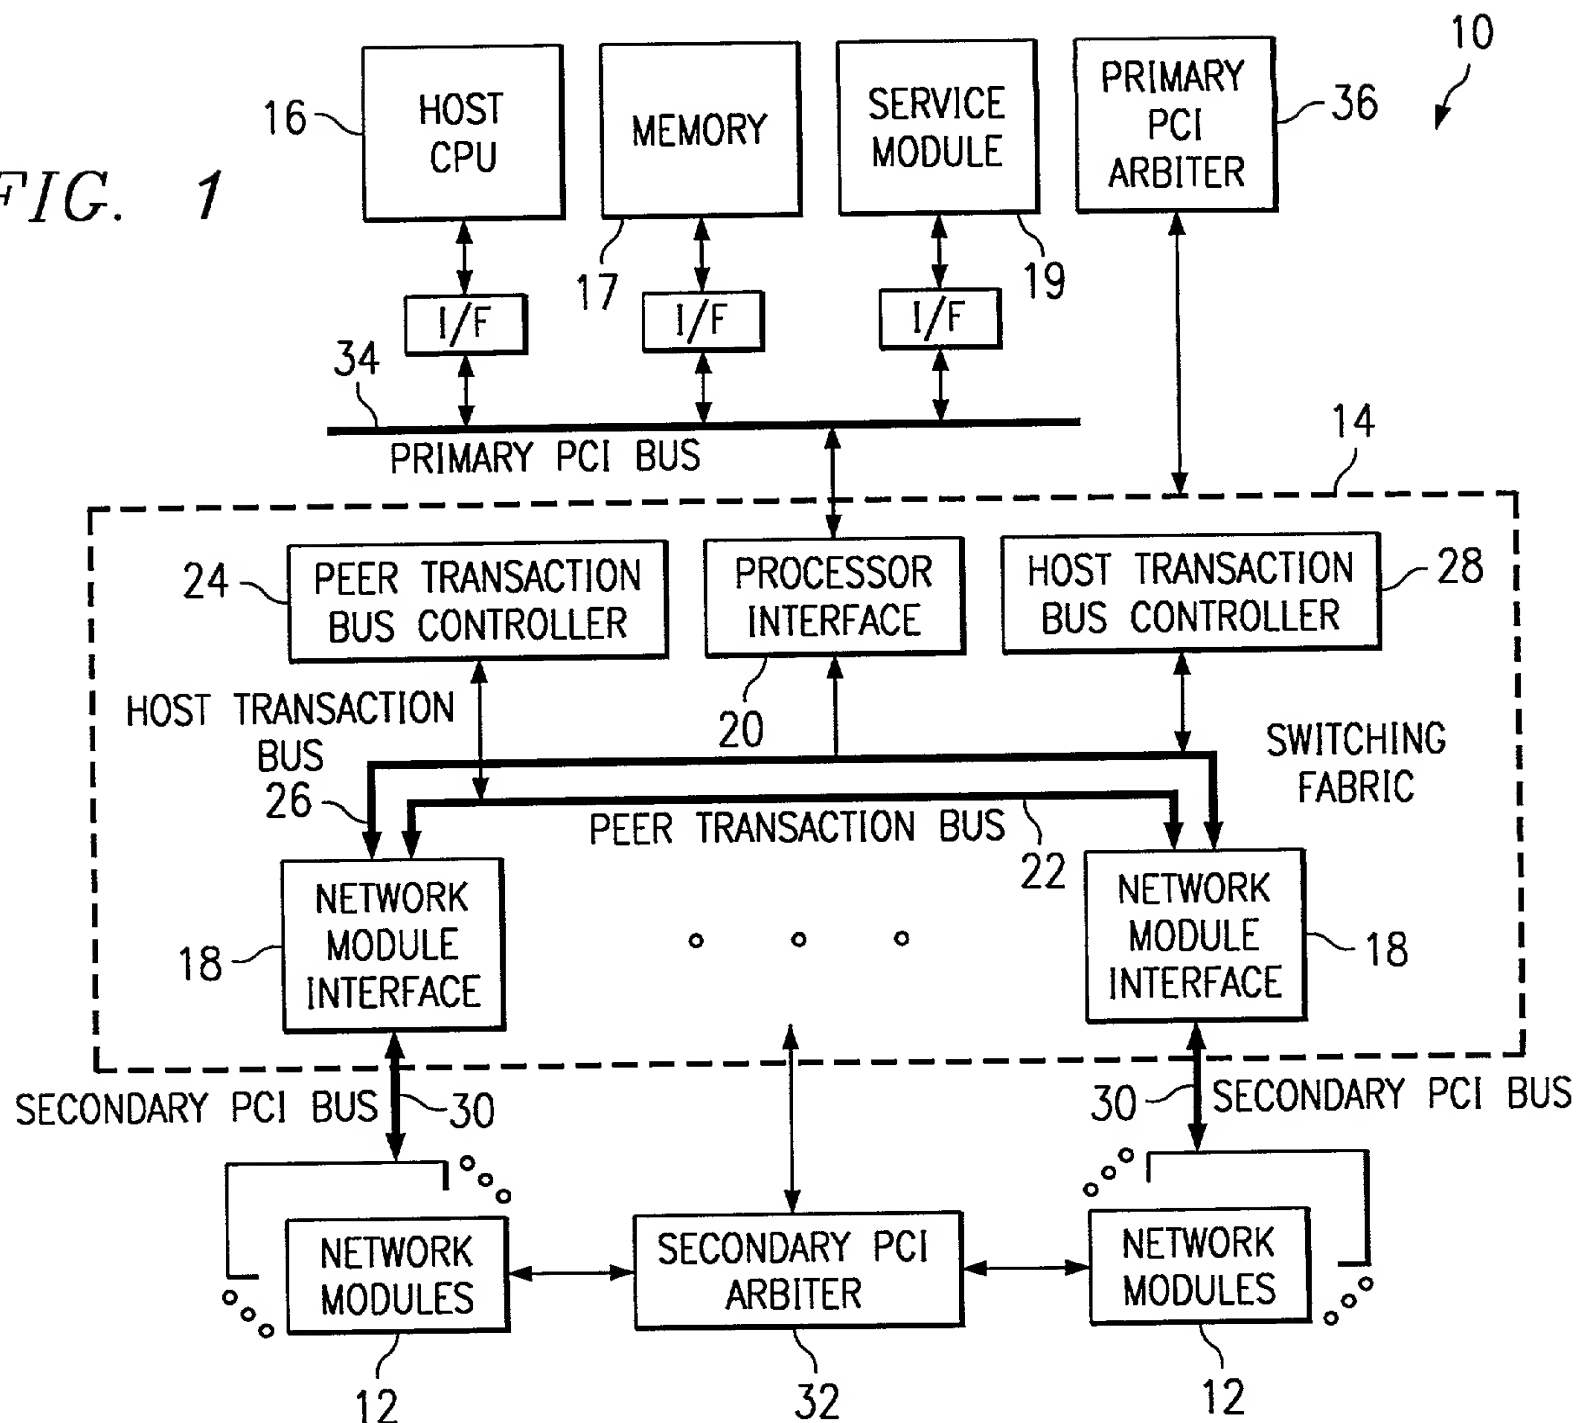 FIG. 1
10
16
HOST
CPU
MEMORY
17
SERVICE
MODULE
19
PRIMARY
PCI
ARBITER
36
I/F
I/F
I/F
34
PRIMARY PCI BUS
14
24
PEER TRANSACTION
BUS CONTROLLER
PROCESSOR
INTERFACE
20
HOST TRANSACTION
BUS CONTROLLER
28
HOST TRANSACTION
BUS
26
SWITCHING
FABRIC
PEER TRANSACTION BUS
22
18
NETWORK
MODULE
INTERFACE
NETWORK
MODULE
INTERFACE
18
SECONDARY PCI BUS
30
30
SECONDARY PCI BUS
NETWORK
MODULES
12
SECONDARY PCI
ARBITER
32
NETWORK
MODULES
12